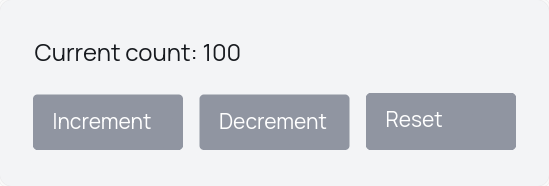 Current count: 100
Increment
Decrement
Reset